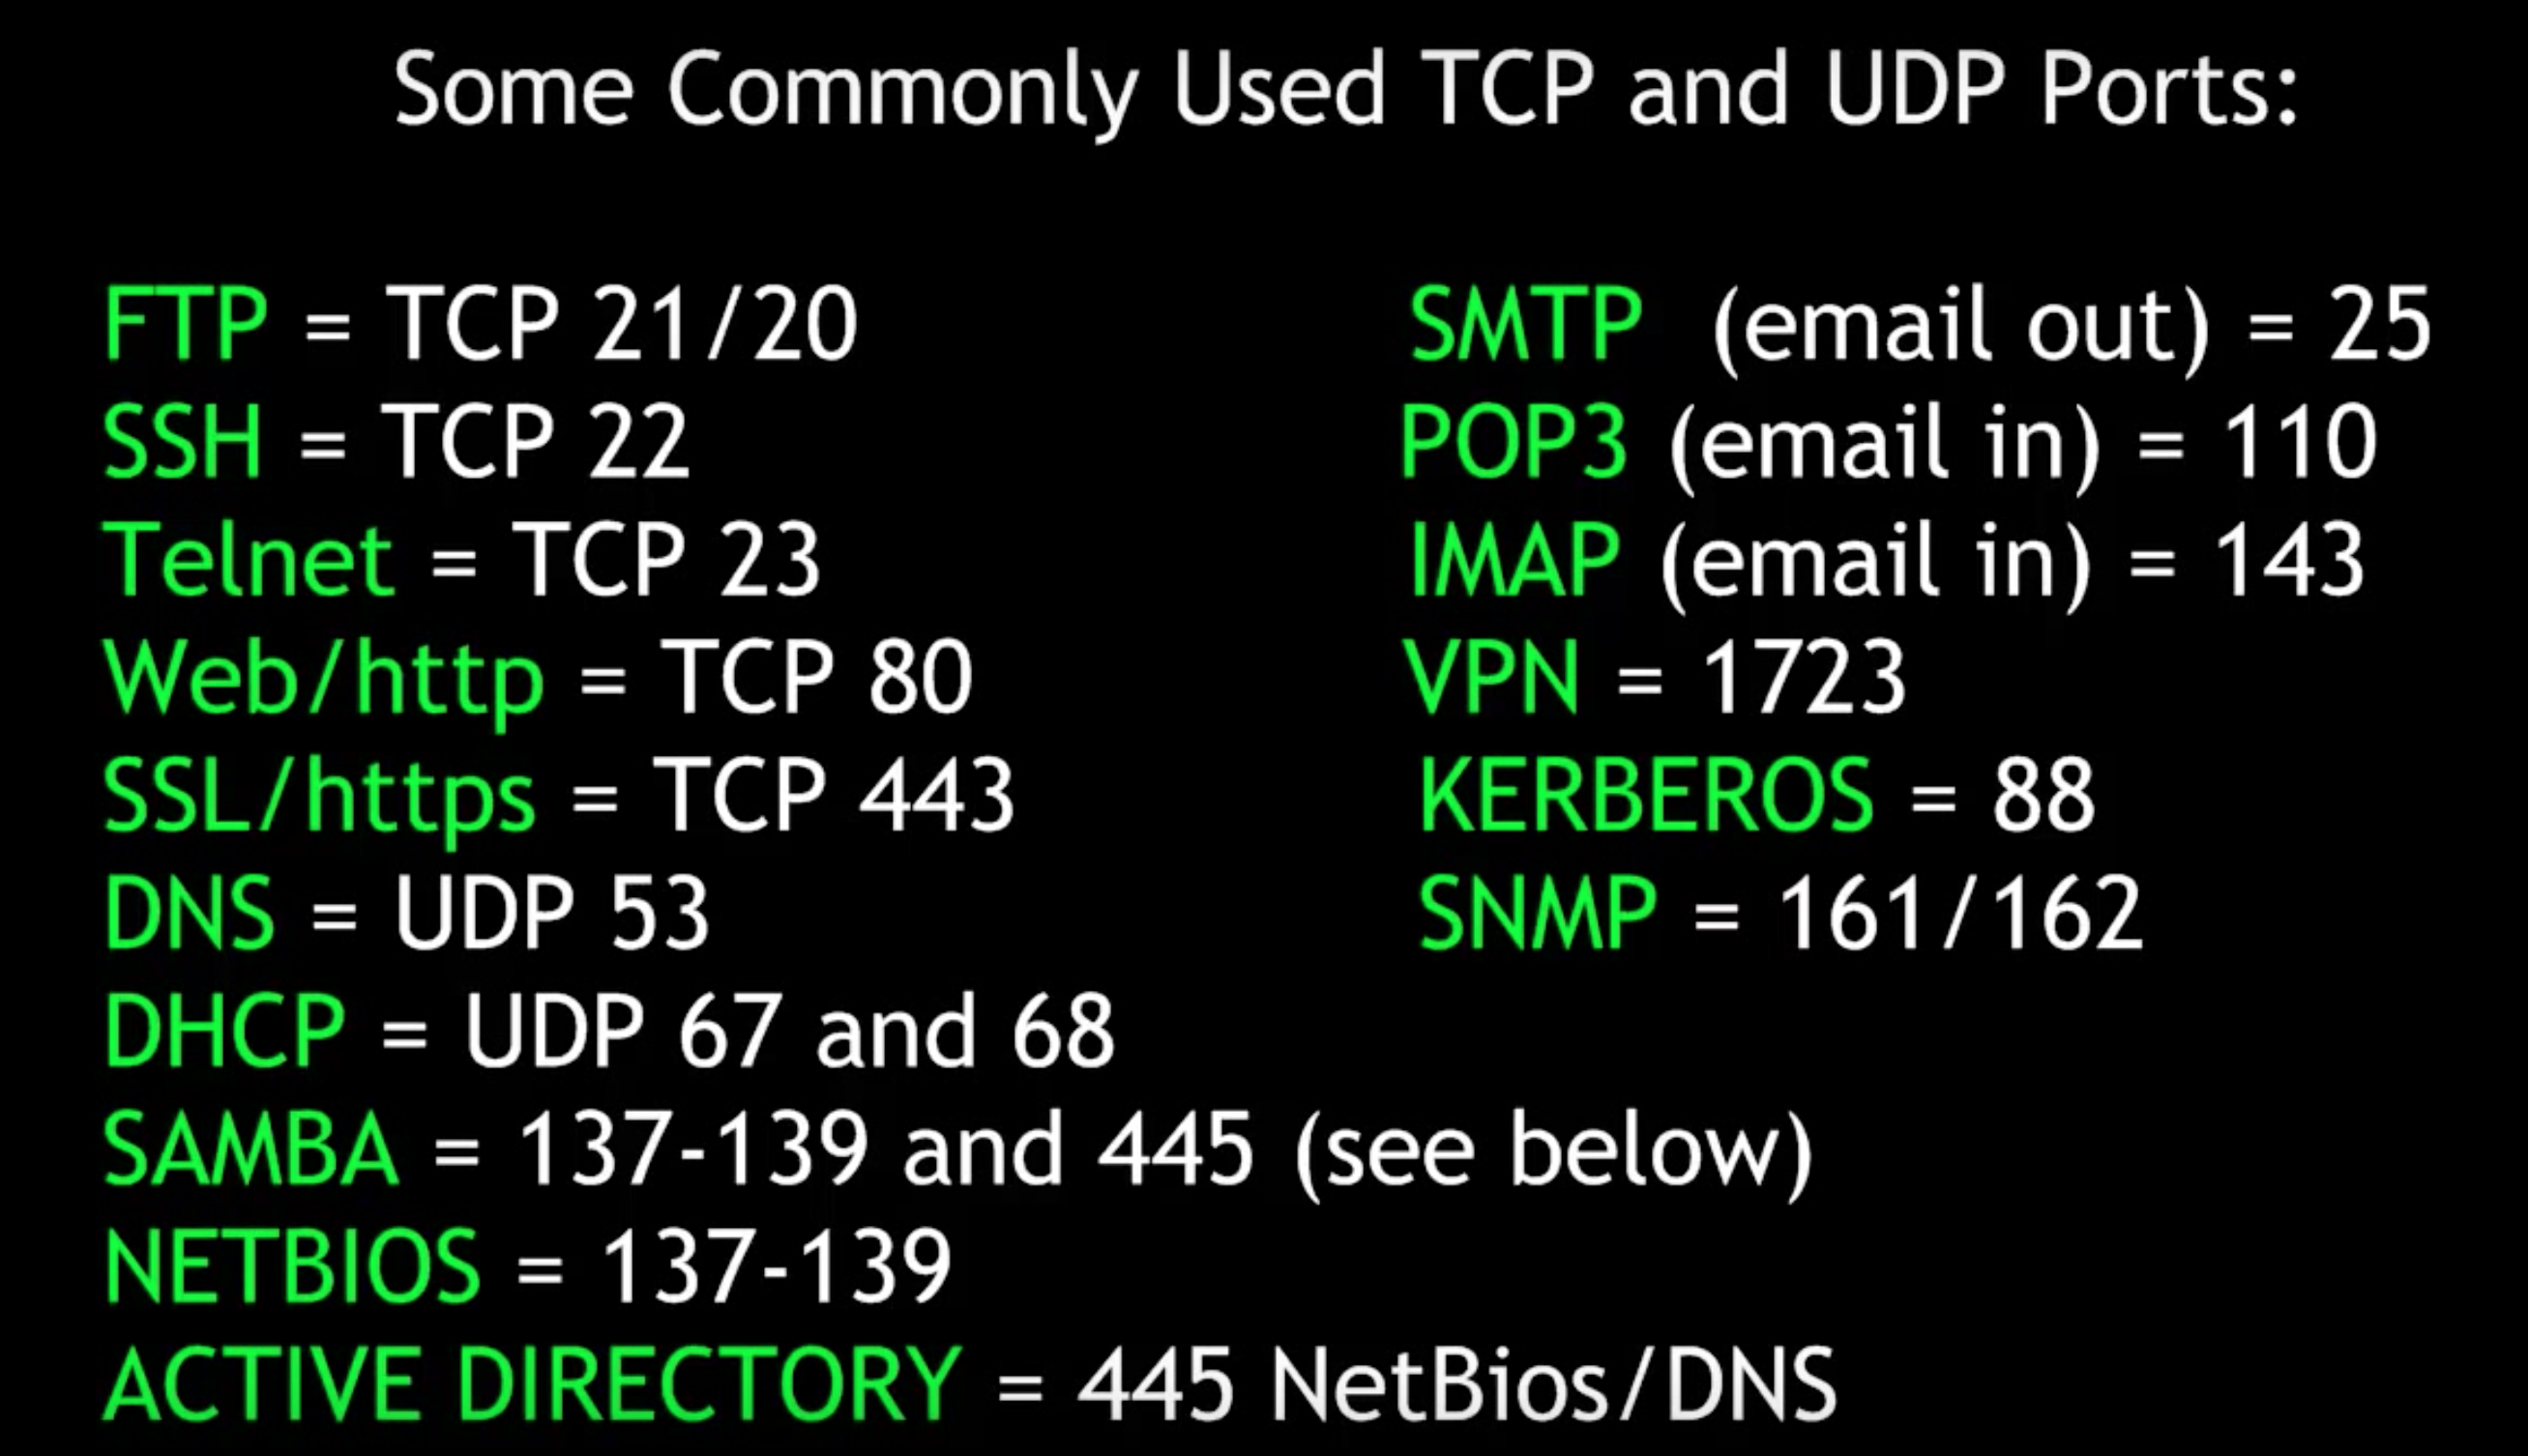 Some Commonly Used TCP and UDP Ports:
FTP = TCP 21/20
SSH = TCP 22
Telnet = TCP 23
Web/http = TCP 80
SSL/https = TCP 443
DNS = UDP 53
DHCP = UDP 67 and 68
SAMBA = 137-139 and 445 (see below)
NETBIOS = 137-139
ACTIVE DIRECTORY = 445 NetBios/DNS
SMTP (email out) = 25
POP3 (email in) = 110
IMAP (email in) = 143
VPN = 1723
KERBEROS = 88
SNMP = 161/162